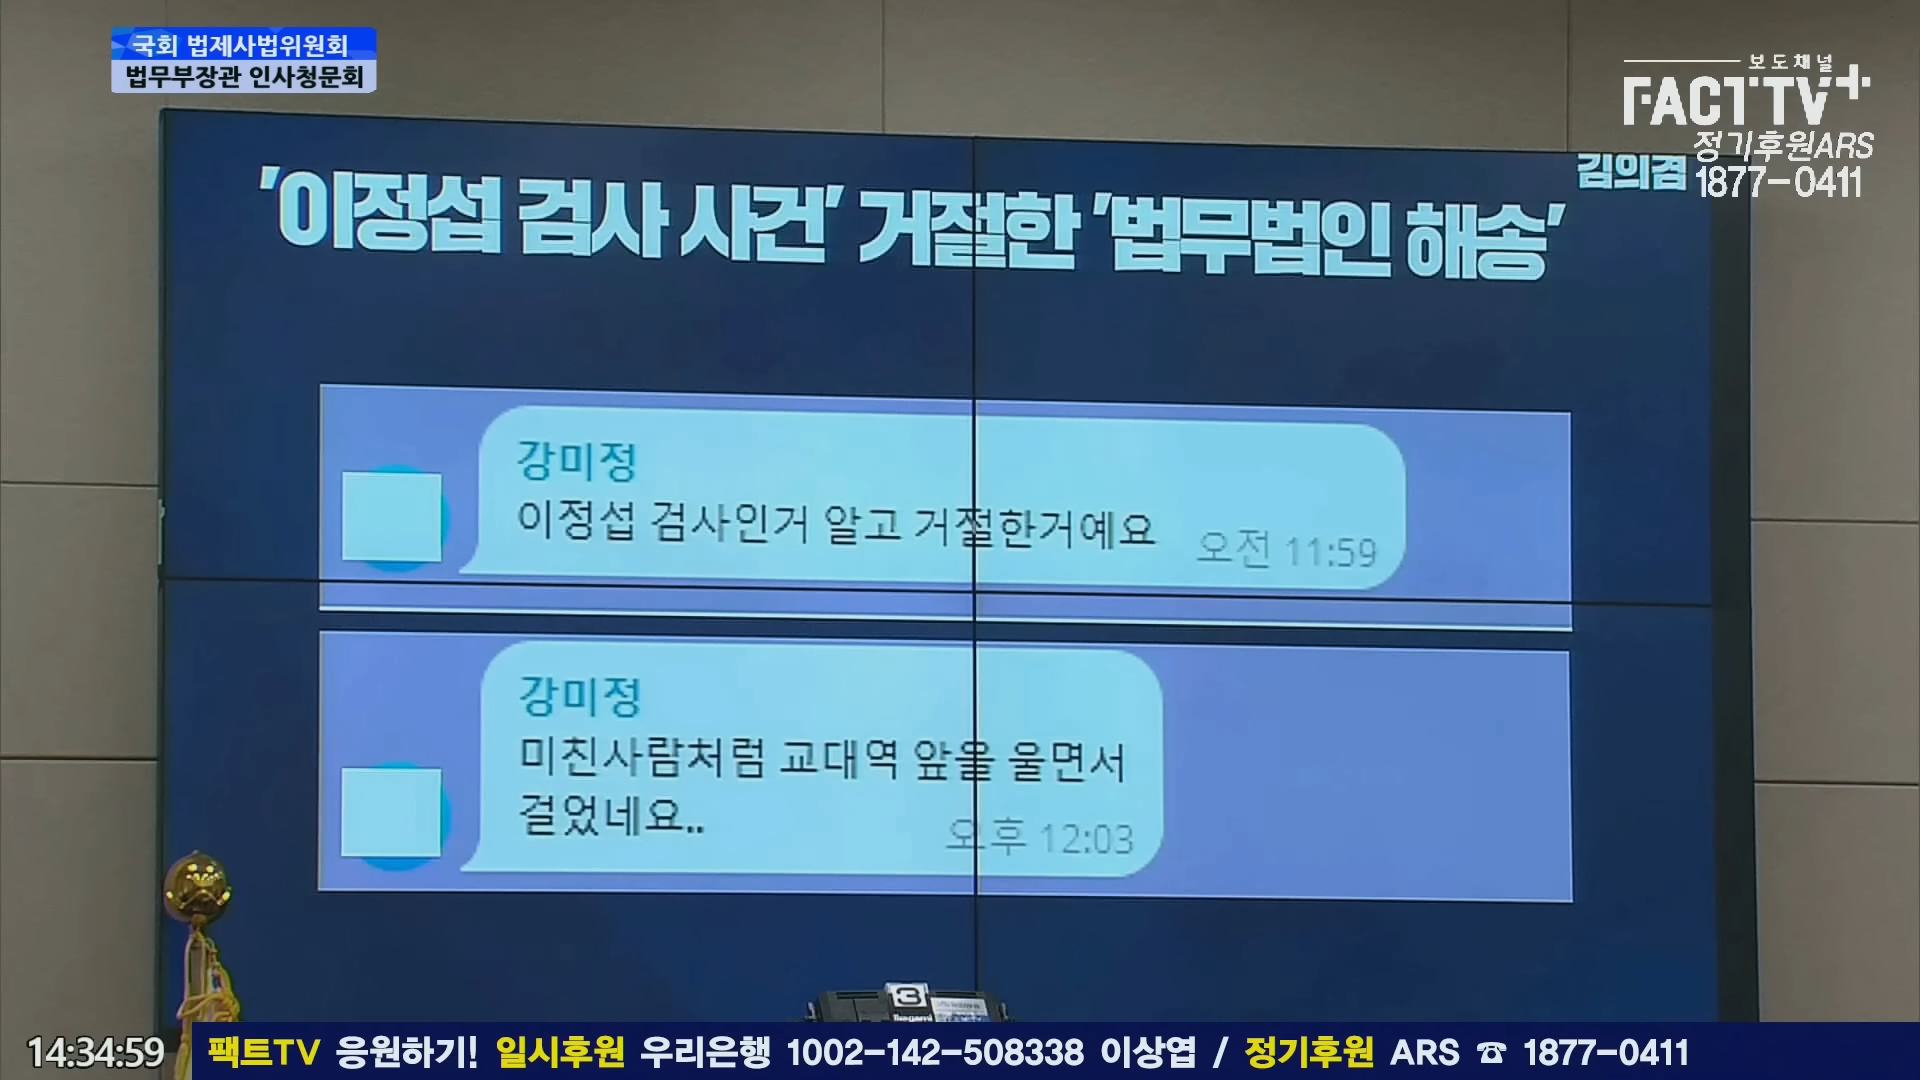 국회 법제사법위원회
법무부장관 인사청문회
보도채널
FACTTV+
정기후원ARS
1877-0411
김의겸
'이정섭 검사 사건' 거절한 '법무법인 해송'
강미정
이정섭 검사인거 알고 거절한거예요
오전 11:59
강미정
미친사람처럼 교대역 앞을 울면서
걸었네요..
오후 12:03
3
Ikegami
14:34:59
팩트TV 응원하기! 일시후원 우리은행 1002-142-508338 이상엽 / 정기후원 ARS ☎ 1877-0411